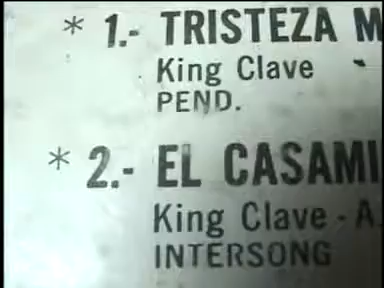 * 1.- TRISTEZA M
King Clave
PEND.
* 2.- EL CASAMI
King Clave - A
INTERSONG